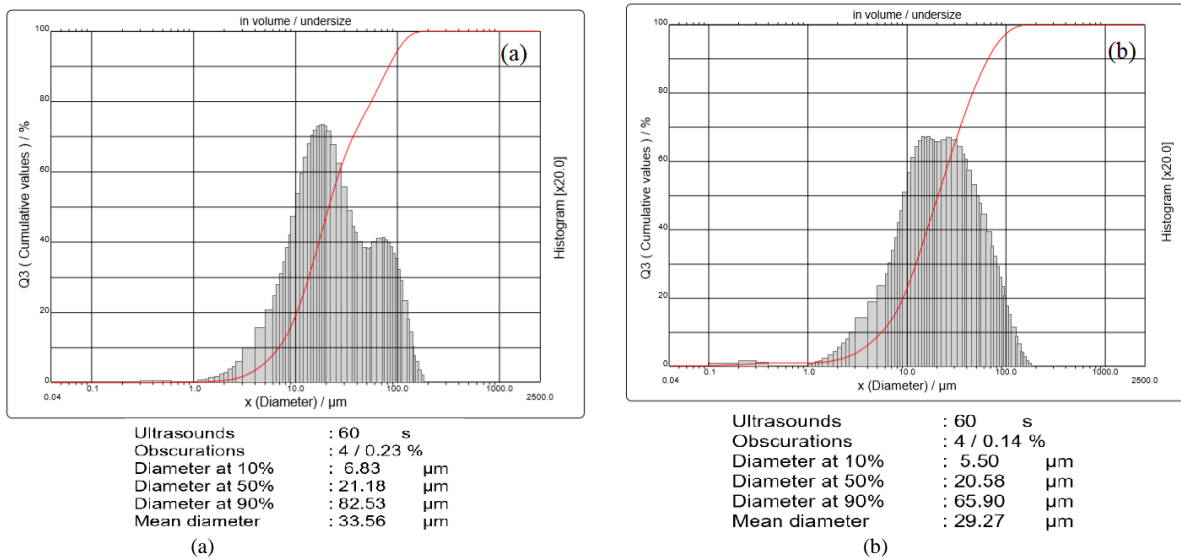 in volume / undersize
(a)
100
80
60
40
20
0
Q3 ( Cumulative values ) / %
Histogram [x20.0]
0.04 0.1 1.0 10.0 100.0 1000.0 2500.0
x (Diameter) / µm
Ultrasounds : 60 s
Obscurations : 4 / 0.23 %
Diameter at 10% : 6.83 µm
Diameter at 50% : 21.18 µm
Diameter at 90% : 82.53 µm
Mean diameter : 33.56 µm
(a)
in volume / undersize
(b)
100
80
60
40
20
0
Q3 ( Cumulative values ) / %
Histogram [x20.0]
0.04 0.1 1.0 10.0 100.0 1000.0 2500.0
x (Diameter) / µm
Ultrasounds : 60 s
Obscurations : 4 / 0.14 %
Diameter at 10% : 5.50 µm
Diameter at 50% : 20.58 µm
Diameter at 90% : 65.90 µm
Mean diameter : 29.27 µm
(b)